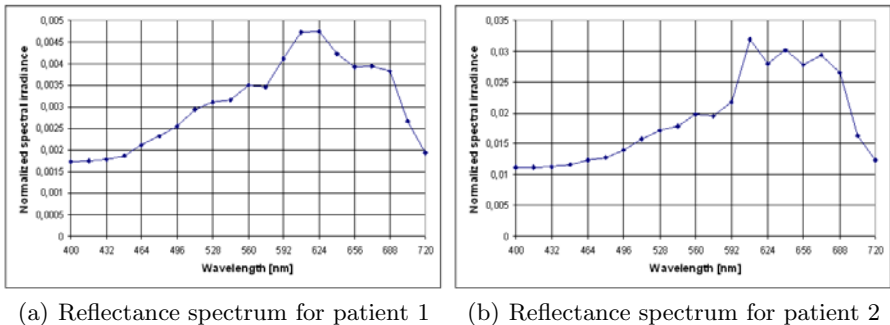 0,005
0,0045
0,004
0,0035
0,003
0,0025
0,002
0,0015
0,001
0,0005
0
Normalized spectral irradiance
400 432 464 496 528 560 592 624 656 688 720
Wavelength [nm]
0,035
0,03
0,025
0,02
0,015
0,01
0,005
0
Normalized spectral irradiance
400 432 464 496 528 560 592 624 656 688 720
Wavelength [nm]
(a) Reflectance spectrum for patient 1
(b) Reflectance spectrum for patient 2